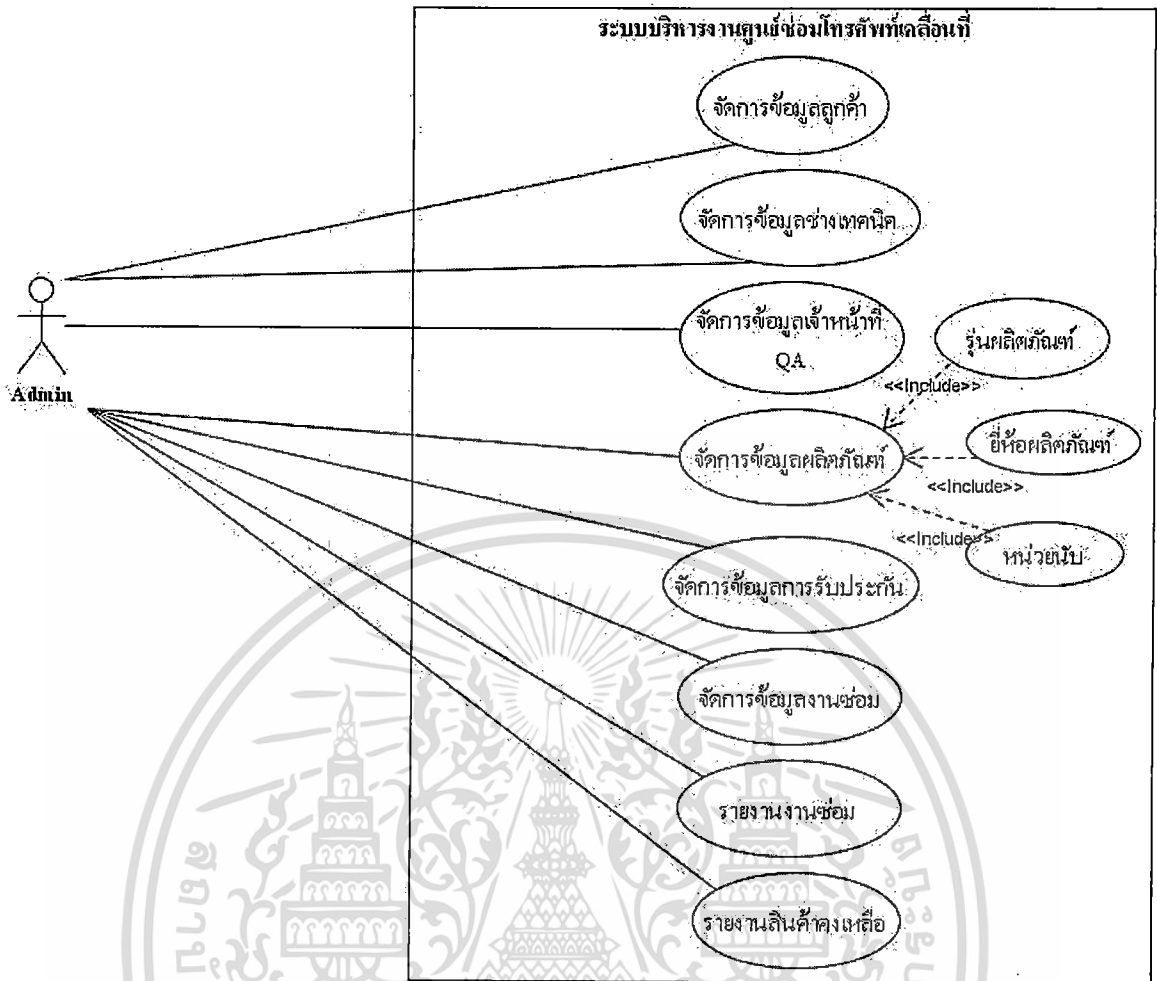 ระบบบริหารงานศูนย์ซ่อมโทรศัพท์เคลื่อนที่
จัดการข้อมูลลูกค้า
จัดการข้อมูลช่างเทคนิค
จัดการข้อมูลเจ้าหน้าที่
QA
รุ่นผลิตภัณฑ์
<<Include>>
Admin
จัดการข้อมูลผลิตภัณฑ์
ยี่ห้อผลิตภัณฑ์
<<Include>>
<<Include>>
หน่วยนับ
จัดการข้อมูลการรับประกัน
จัดการข้อมูลงานซ่อม
รายงานงานซ่อม
รายงานสินค้าคงเหลือ